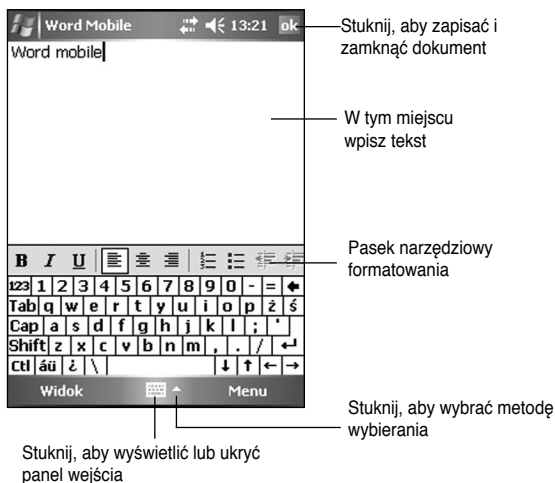 Word Mobile 13:21 ok
Stuknij, aby zapisać i
zamknąć dokument
Word mobile
W tym miejscu
wpisz tekst
B I U
Pasek narzędziowy
formatowania
123 1 2 3 4 5 6 7 8 9 0 - =
Tab q w e r t y u i o p ż ś
Cap a s d f g h j k l ; '
Shift z x c v b n m , . / ↵
Ctl áü ¿ \ ↓ ↑ ← →
Widok Menu
Stuknij, aby wybrać metodę
wybierania
Stuknij, aby wyświetlić lub ukryć
panel wejścia